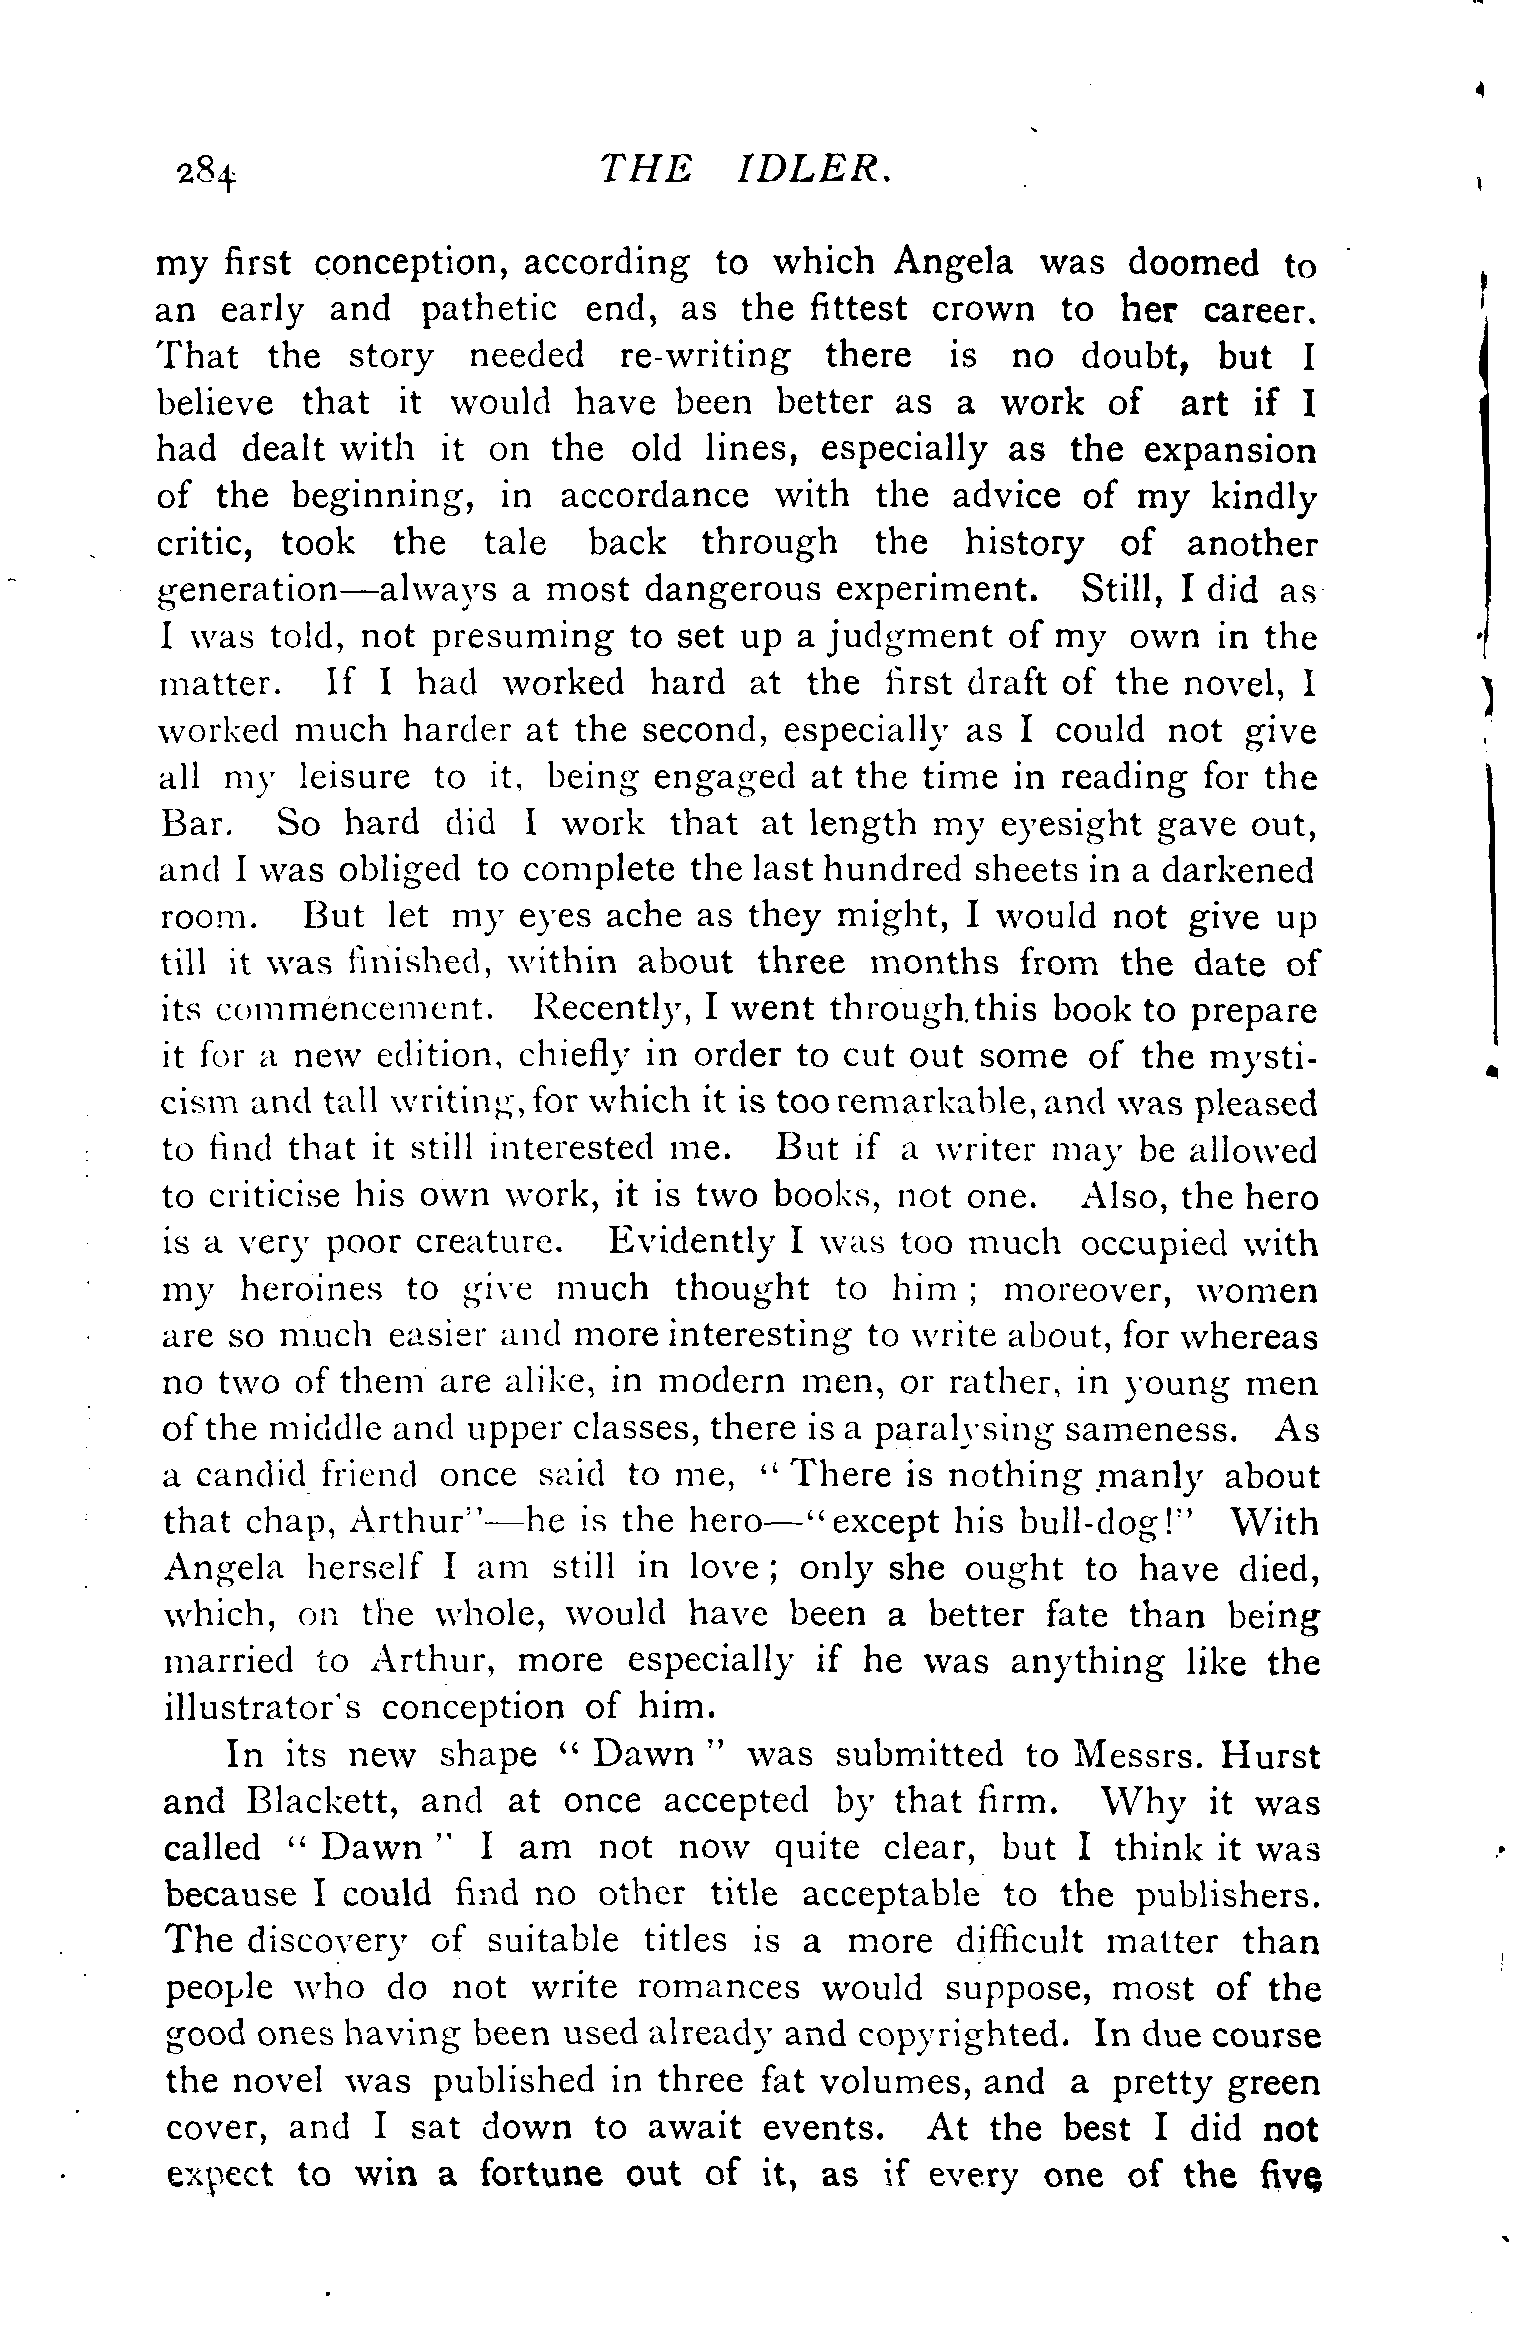 284 THE IDLER.
my first conception, according to which Angela was doomed to
an early and pathetic end, as the fittest crown to her career.
That the story needed re-writing there is no doubt, but I
believe that it would have been better as a work of art if I
had dealt with it on the old lines, especially as the expansion
of the beginning, in accordance with the advice of my kindly
critic, took the tale back through the history of another
generation—always a most dangerous experiment. Still, I did as
I was told, not presuming to set up a judgment of my own in the
matter. If I had worked hard at the first draft of the novel, I
worked much harder at the second, especially as I could not give
all my leisure to it, being engaged at the time in reading for the
Bar. So hard did I work that at length my eyesight gave out,
and I was obliged to complete the last hundred sheets in a darkened
room. But let my eyes ache as they might, I would not give up
till it was finished, within about three months from the date of
its commencement. Recently, I went through this book to prepare
it for a new edition, chiefly in order to cut out some of the mysti-
cism and tall writing, for which it is too remarkable, and was pleased
to find that it still interested me. But if a writer may be allowed
to criticise his own work, it is two books, not one. Also, the hero
is a very poor creature. Evidently I was too much occupied with
my heroines to give much thought to him; moreover, women
are so much easier and more interesting to write about, for whereas
no two of them are alike, in modern men, or rather, in young men
of the middle and upper classes, there is a paralysing sameness. As
a candid friend once said to me, "There is nothing manly about
that chap, Arthur"—he is the hero—"except his bull-dog!" With
Angela herself I am still in love; only she ought to have died,
which, on the whole, would have been a better fate than being
married to Arthur, more especially if he was anything like the
illustrator's conception of him.
In its new shape "Dawn" was submitted to Messrs. Hurst
and Blackett, and at once accepted by that firm. Why it was
called "Dawn" I am not now quite clear, but I think it was
because I could find no other title acceptable to the publishers.
The discovery of suitable titles is a more difficult matter than
people who do not write romances would suppose, most of the
good ones having been used already and copyrighted. In due course
the novel was published in three fat volumes, and a pretty green
cover, and I sat down to await events. At the best I did not
expect to win a fortune out of it, as if every one of the five